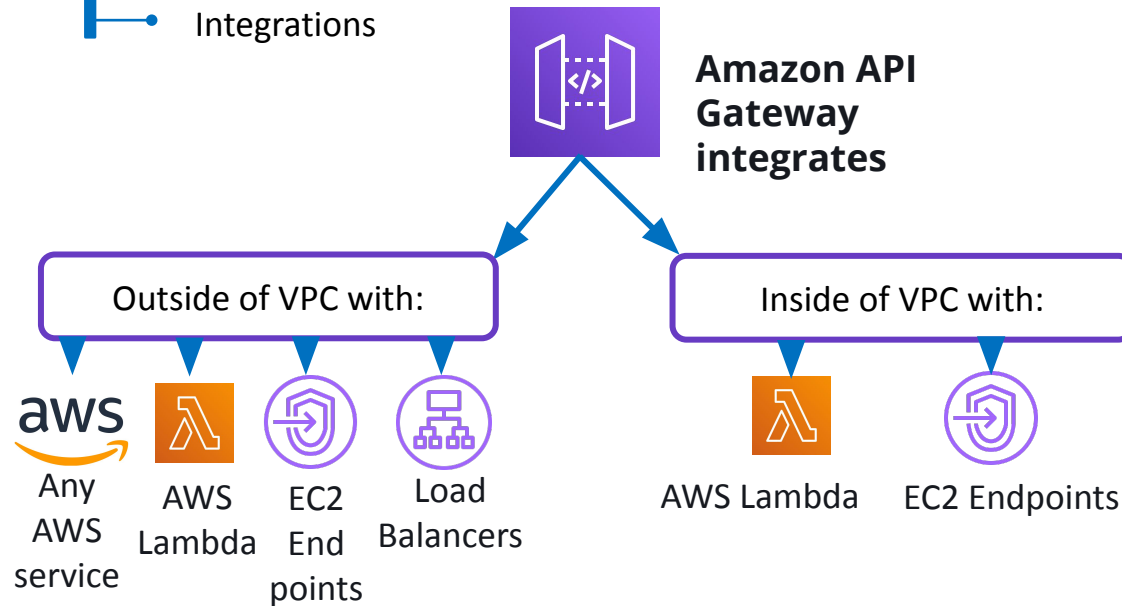 Integrations
</>
Amazon API
Gateway
integrates
Outside of VPC with:
Inside of VPC with:
aws
Any
AWS
service
AWS
Lambda
EC2
End
points
Load
Balancers
AWS Lambda
EC2 Endpoints